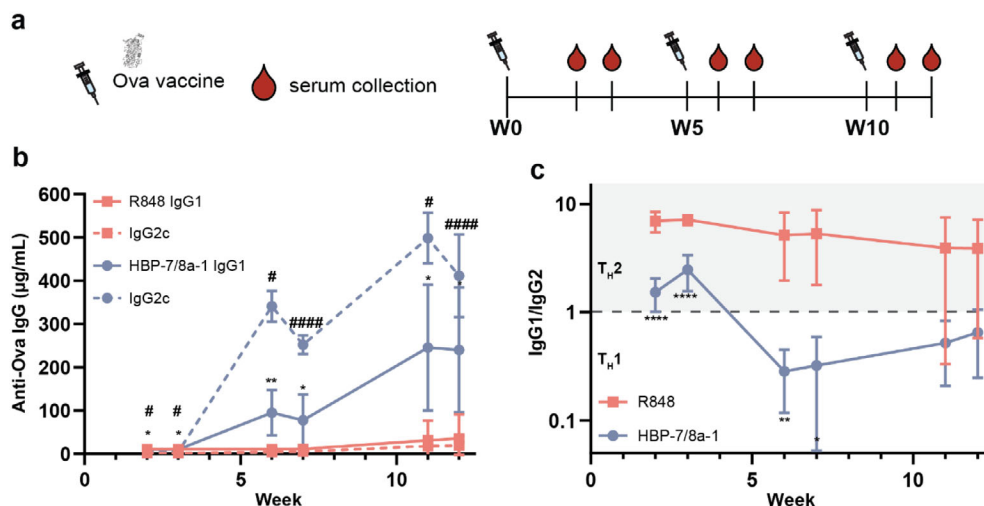 a
Ova vaccine
serum collection
W0
W5
W10
b
R848 IgG1
IgG2c
HBP-7/8a-1 IgG1
IgG2c
Anti-Ova IgG (µg/mL)
600
500
400
300
200
100
0
# #
* *
#
####
**
*
#
####
*
0
5
10
Week
c
IgG1/IgG2
10
1
0.1
TH2
TH1
****
****
**
*
R848
HBP-7/8a-1
0
5
10
Week